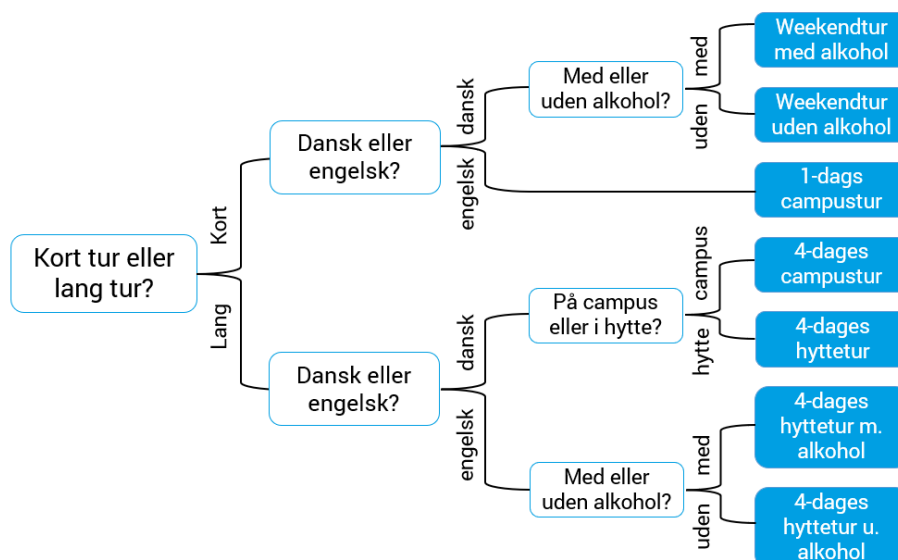 Kort tur eller
lang tur?
Kort
Lang
Dansk eller
engelsk?
dansk
engelsk
Med eller
uden alkohol?
med
uden
Weekendtur
med alkohol
Weekendtur
uden alkohol
1-dags
campustur
Dansk eller
engelsk?
dansk
engelsk
På campus
eller i hytte?
campus
hytte
4-dages
campustur
4-dages
hyttetur
Med eller
uden alkohol?
med
uden
4-dages
hyttetur m.
alkohol
4-dages
hyttetur u.
alkohol